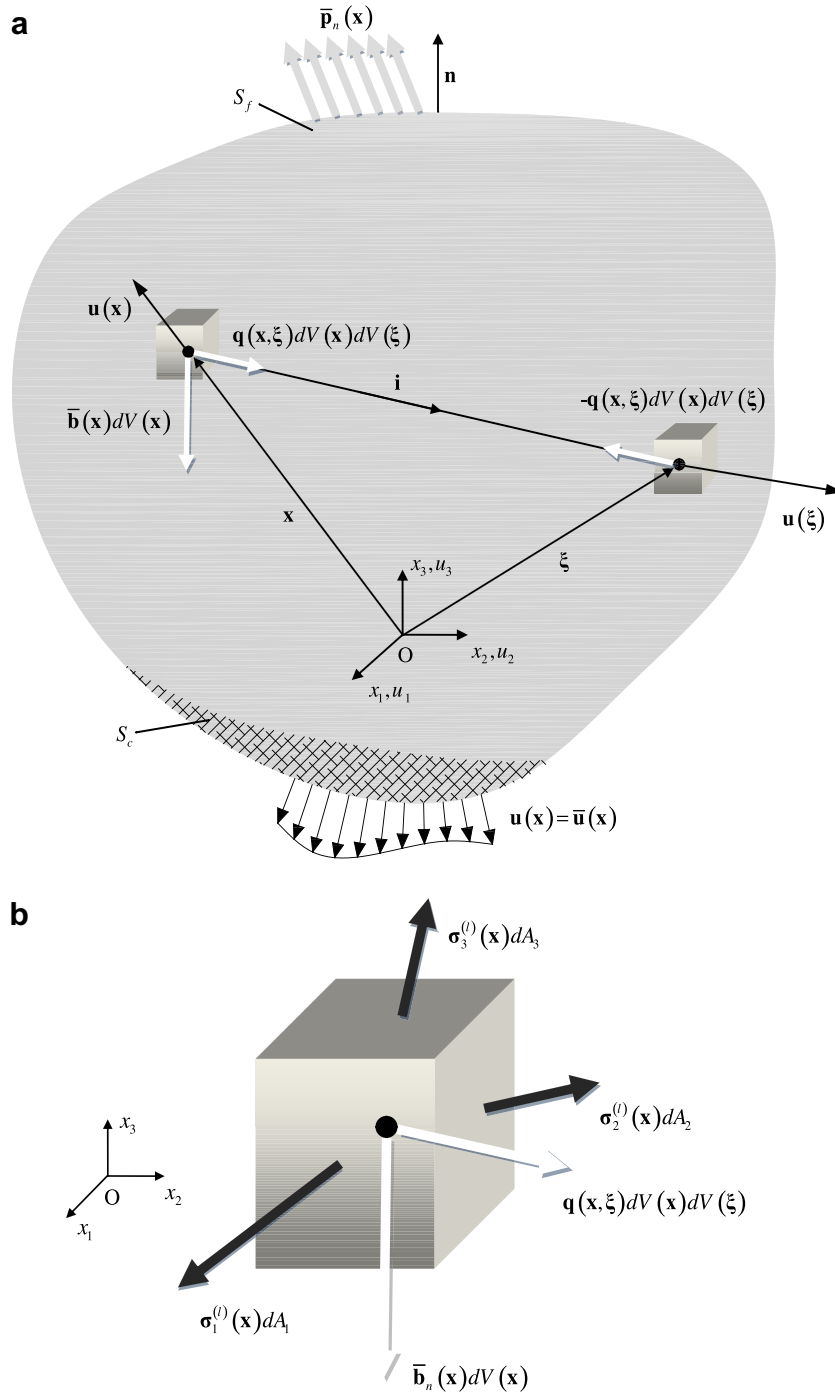 a
p̅ₙ(x)
n
S_f
u(x)
q(x,ξ)dV(x)dV(ξ)
i
-q(x,ξ)dV(x)dV(ξ)
b̅(x)dV(x)
u(ξ)
x
ξ
x₃,u₃
O
x₂,u₂
x₁,u₁
S_c
u(x)=u̅(x)
b
σ₃⁽ˡ⁾(x)dA₃
σ₂⁽ˡ⁾(x)dA₂
x₃
O
x₂
x₁
q(x,ξ)dV(x)dV(ξ)
σ₁⁽ˡ⁾(x)dA₁
b̅ₙ(x)dV(x)